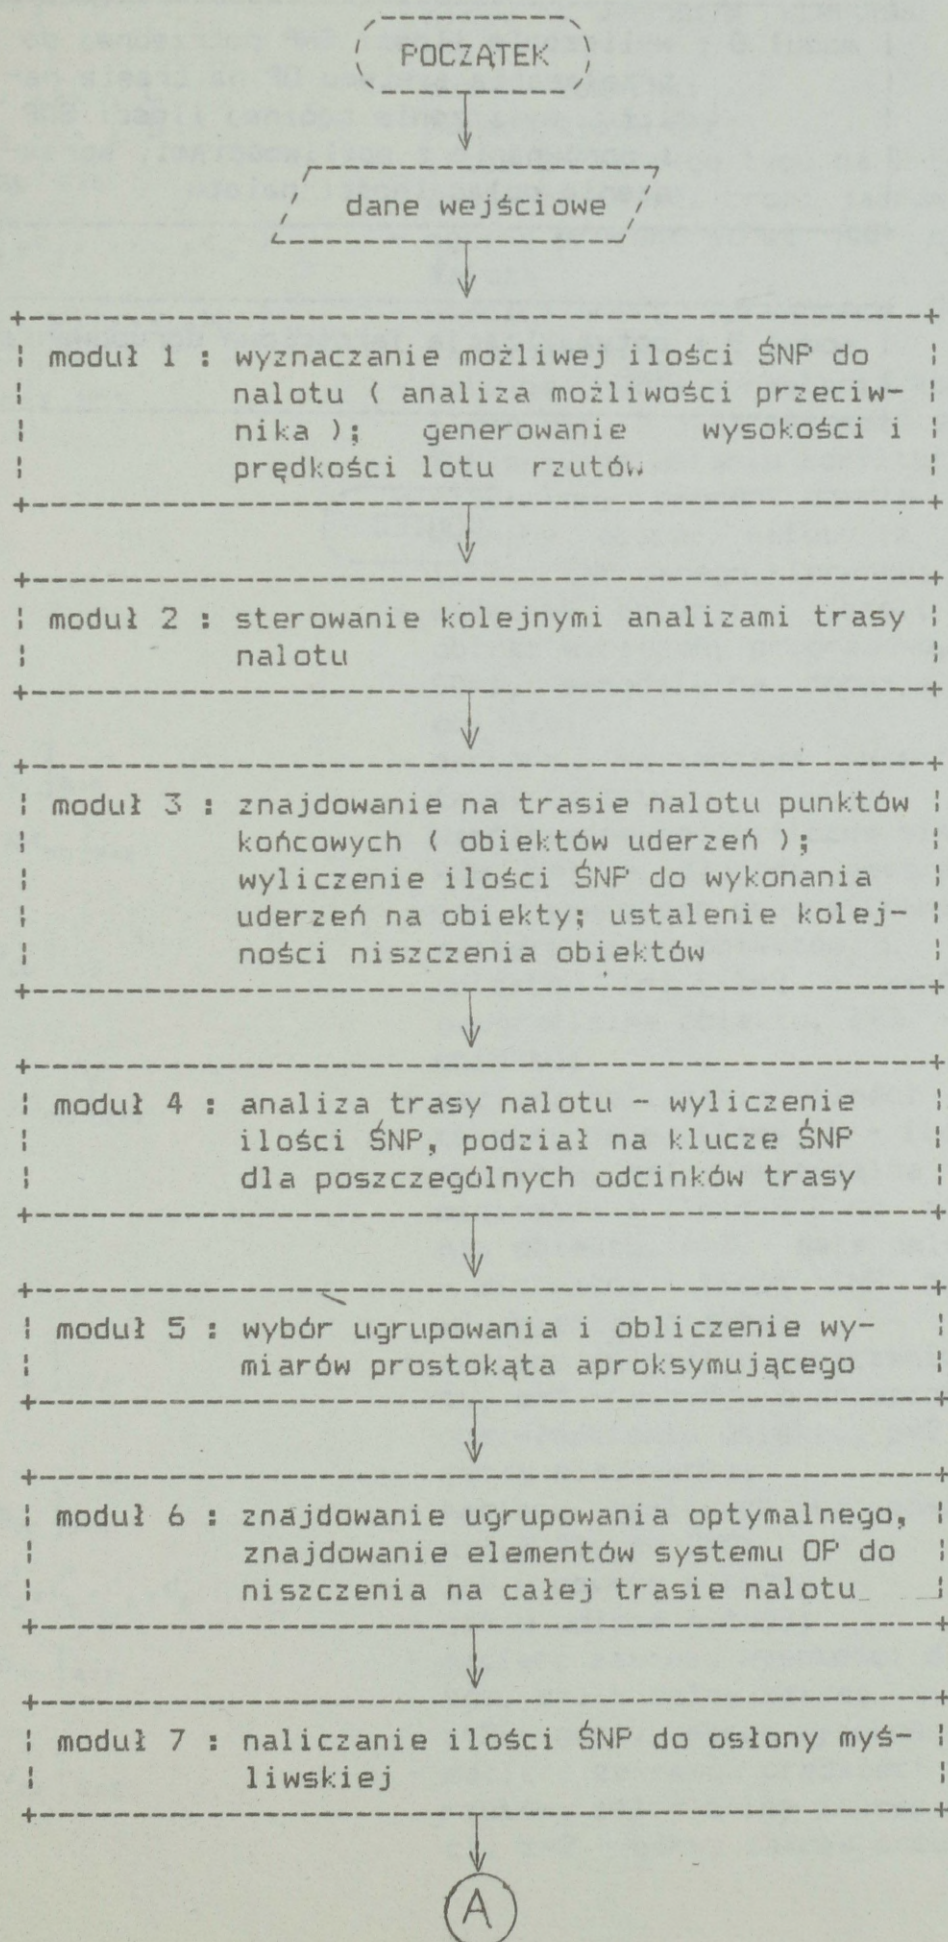 POCZĄTEK
dane wejściowe
moduł 1 : wyznaczanie możliwej ilości ŚNP do
nalotu ( analiza możliwości przeciw-
nika ); generowanie wysokości i
prędkości lotu rzutów
moduł 2 : sterowanie kolejnymi analizami trasy
nalotu
moduł 3 : znajdowanie na trasie nalotu punktów
końcowych ( obiektów uderzeń );
wyliczenie ilości ŚNP do wykonania
uderzeń na obiekty; ustalenie kolej-
ności niszczenia obiektów
moduł 4 : analiza trasy nalotu - wyliczenie
ilości ŚNP, podział na klucze ŚNP
dla poszczególnych odcinków trasy
moduł 5 : wybór ugrupowania i obliczenie wy-
miarów prostokąta aproksymującego
moduł 6 : znajdowanie ugrupowania optymalnego,
znajdowanie elementów systemu OP do
niszczenia na całej trasie nalotu
moduł 7 : naliczanie ilości ŚNP do osłony myś-
liwskiej
A